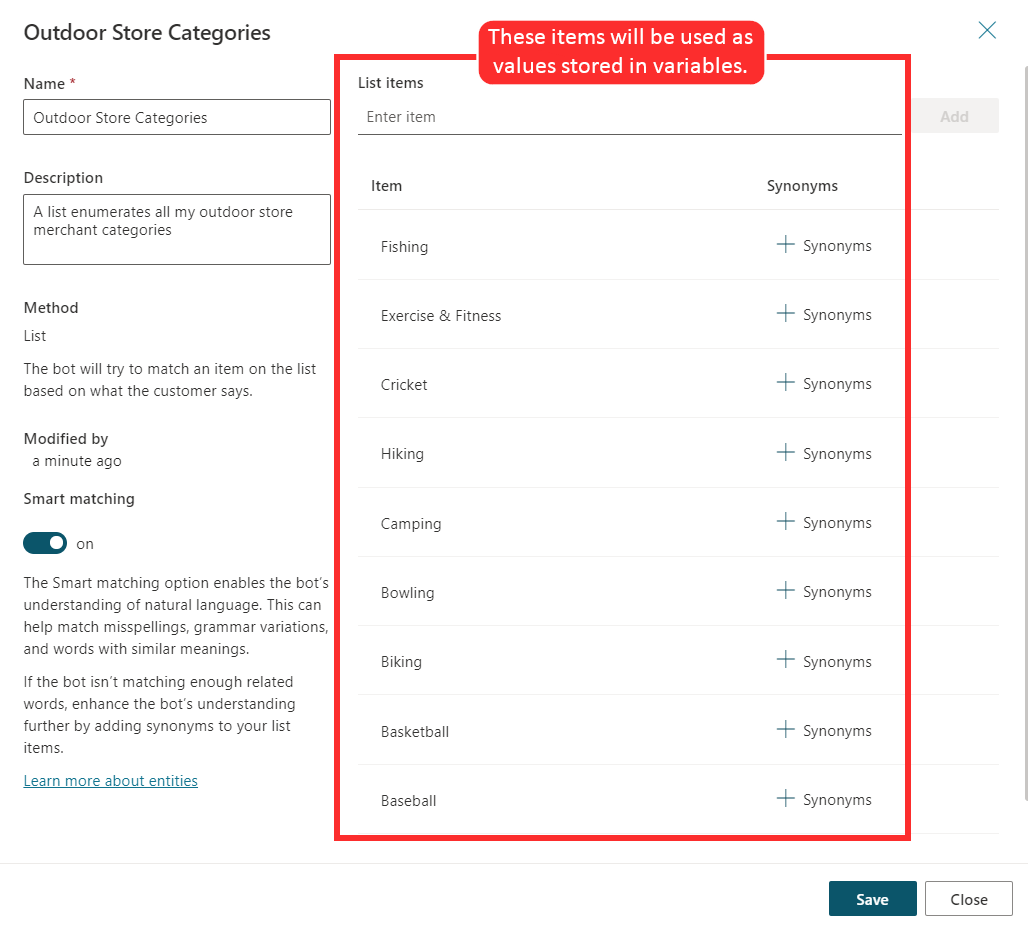 Outdoor Store Categories
These items will be used as
values stored in variables.
Name *
Outdoor Store Categories
Description
A list enumerates all my outdoor store
merchant categories
Method
List
The bot will try to match an item on the list
based on what the customer says.
Modified by
a minute ago
Smart matching
on
The Smart matching option enables the bot's
understanding of natural language. This can
help match misspellings, grammar variations,
and words with similar meanings.
If the bot isn't matching enough related
words, enhance the bot's understanding
further by adding synonyms to your list
items.
Learn more about entities
List items
Enter item
Add
Item Synonyms
Fishing + Synonyms
Exercise & Fitness + Synonyms
Cricket + Synonyms
Hiking + Synonyms
Camping + Synonyms
Bowling + Synonyms
Biking + Synonyms
Basketball + Synonyms
Baseball + Synonyms
Save Close